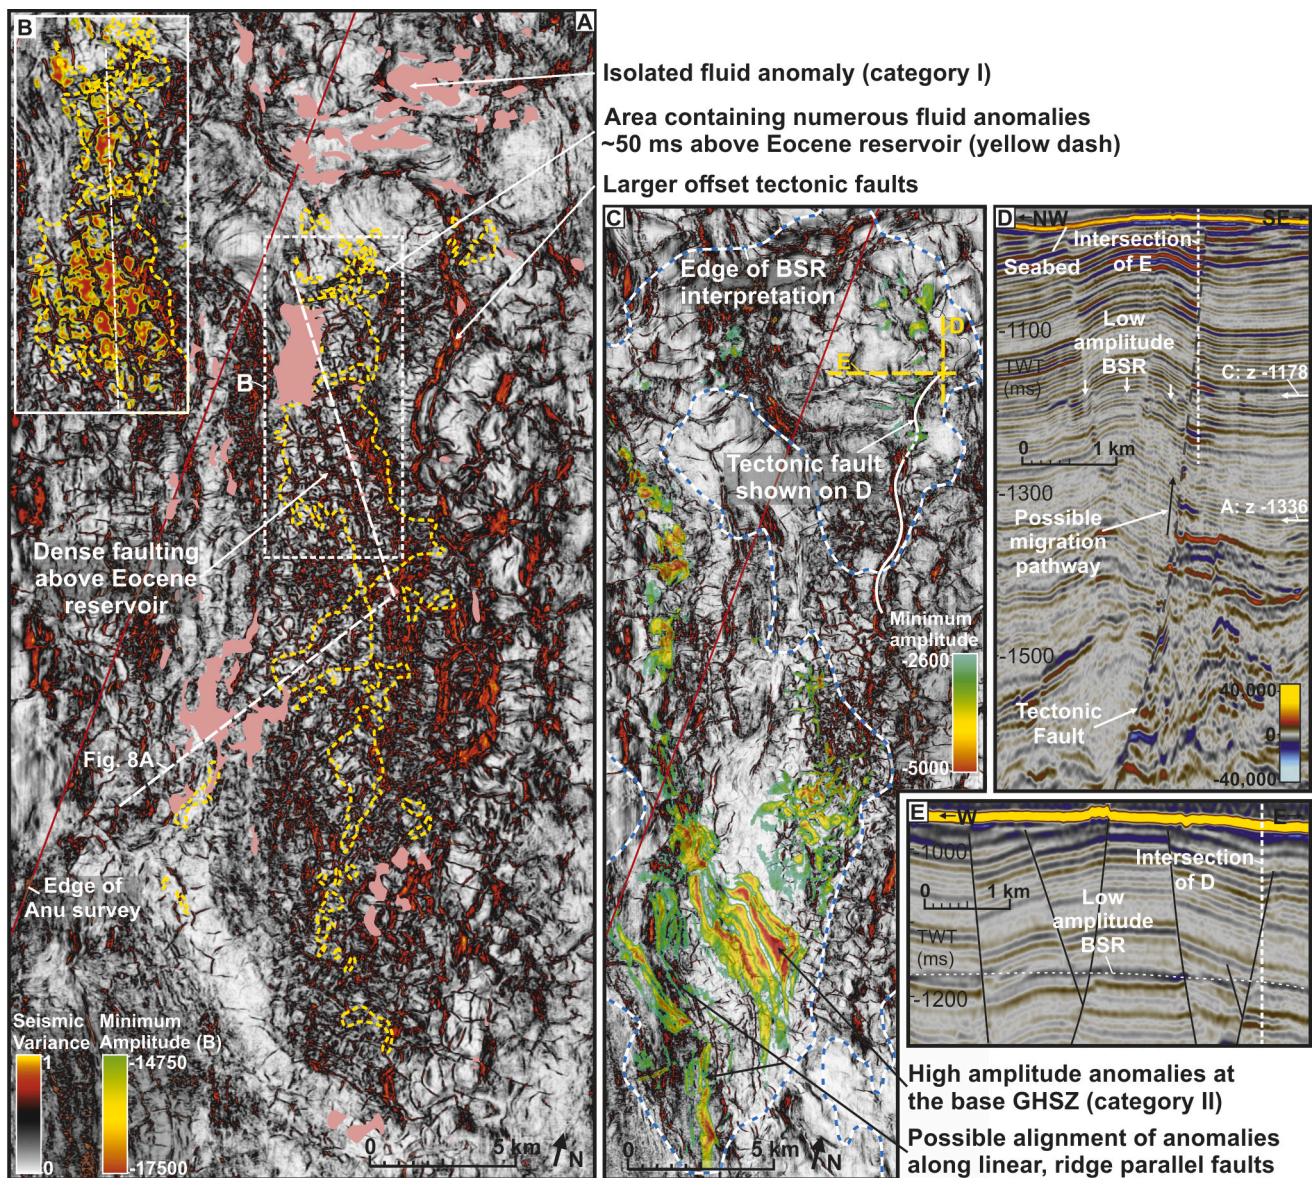 B
A
Isolated fluid anomaly (category I)
Area containing numerous fluid anomalies
~50 ms above Eocene reservoir (yellow dash)
Larger offset tectonic faults
B
Dense faulting
above Eocene
reservoir
Fig. 8A
Edge of
Anu survey
Seismic
Variance
1
0
Minimum
Amplitude (B)
-14750
-17500
0
5 km
N
C
Edge of BSR
interpretation
D
E
Tectonic fault
shown on D
Minimum
amplitude
-2600
-5000
0
5 km
N
D
NW
SE
Seabed
Intersection
of E
-1100
TWT
(ms)
Low
amplitude
BSR
C: z -1178
0
1 km
-1300
A: z -1336
Possible
migration
pathway
-1500
Tectonic
Fault
40,000
0
-40,000
E
W
E
-1000
Intersection
of D
0
1 km
Low
amplitude
BSR
TWT
(ms)
-1200
High amplitude anomalies at
the base GHSZ (category II)
Possible alignment of anomalies
along linear, ridge parallel faults